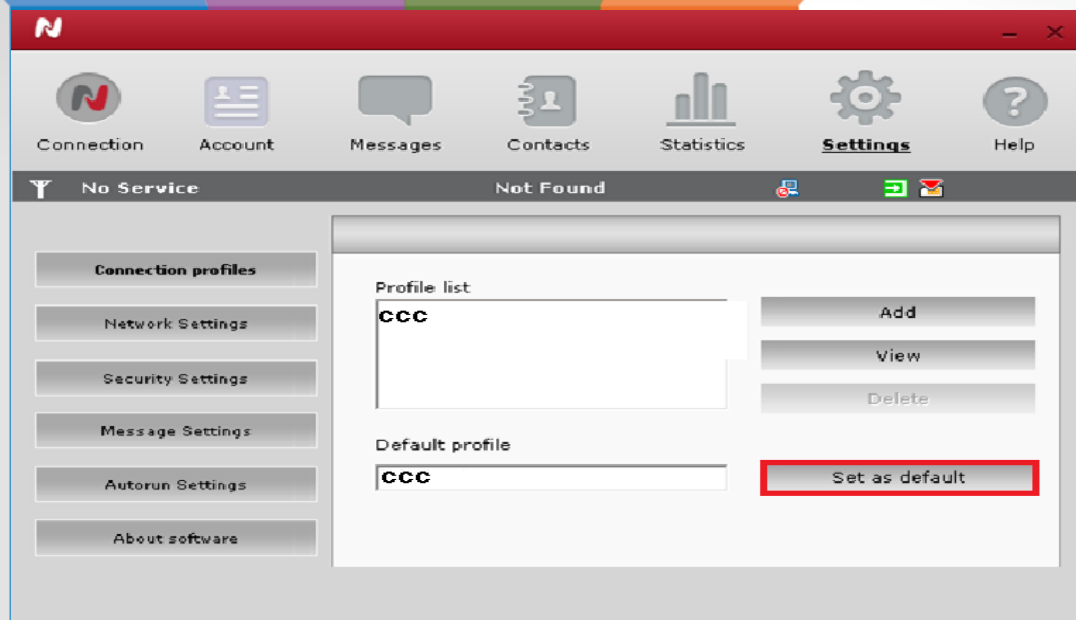 Connection Account Messages Contacts Statistics Settings Help
No Service Not Found
Connection profiles
Network Settings
Security Settings
Message Settings
Autorun Settings
About software
Profile list
ccc
Add
View
Delete
Default profile
ccc
Set as default